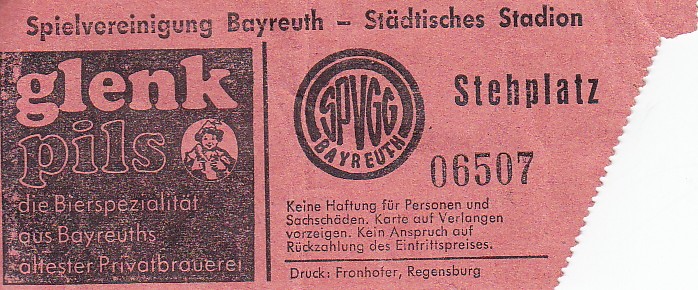 Spielvereinigung Bayreuth – Städtisches Stadion
glenk
pils
die Bierspezialität
aus Bayreuths
ältester Privatbrauerei
SPVGG
BAYREUTH
Stehplatz
06507
Keine Haftung für Personen und
Sachschäden. Karte auf Verlangen
vorzeigen. Kein Anspruch auf
Rückzahlung des Eintrittspreises.
Druck: Fronhofer, Regensburg